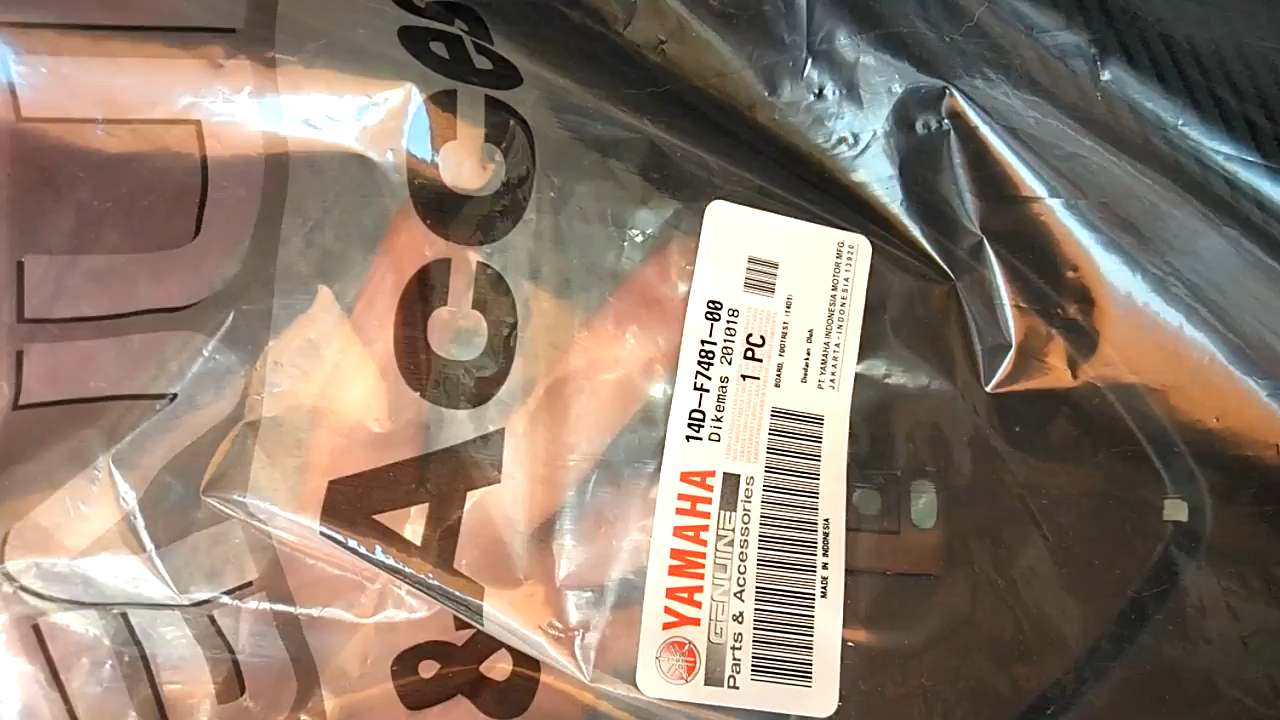 YAMAHA
GENUINE
Parts & Accessories
14D-F7481-00
Dikemas 201018
1 PC
BOARD, FOOTREST (14D1)
Diedarkan Oleh
PT. YAMAHA INDONESIA MOTOR MFG.
JAKARTA-INDONESIA 13920
MADE IN INDONESIA
& Acces